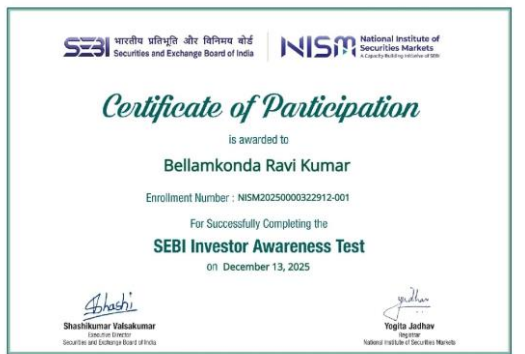 SEBI भारतीय प्रतिभूति और विनिमय बोर्ड
Securities and Exchange Board of India
NISM National Institute of
Securities Markets
A Capacity Building Initiative of SEBI
Certificate of Participation
is awarded to
Bellamkonda Ravi Kumar
Enrollment Number : NISM20250000322912-001
For Successfully Completing the
SEBI Investor Awareness Test
on December 13, 2025
Shashi
Shashikumar Valsakumar
Executive Director
Securities and Exchange Board of India
Yogita Jadhav
Registrar
National Institute of Securities Markets